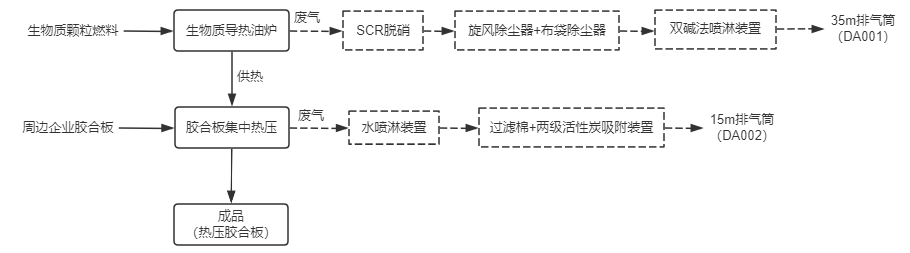 废气
35m排气筒
生物质颗粒燃料
生物质导热油炉
SCR脱硝
旋风除尘器+布袋除尘器
双碱法喷淋装置
（DA001）
供热
废气
15m排气筒
周边企业胶合板
胶合板集中热压
水喷淋装置
过滤棉+两级活性炭吸附装置
（DA002）
成品
（热压胶合板）